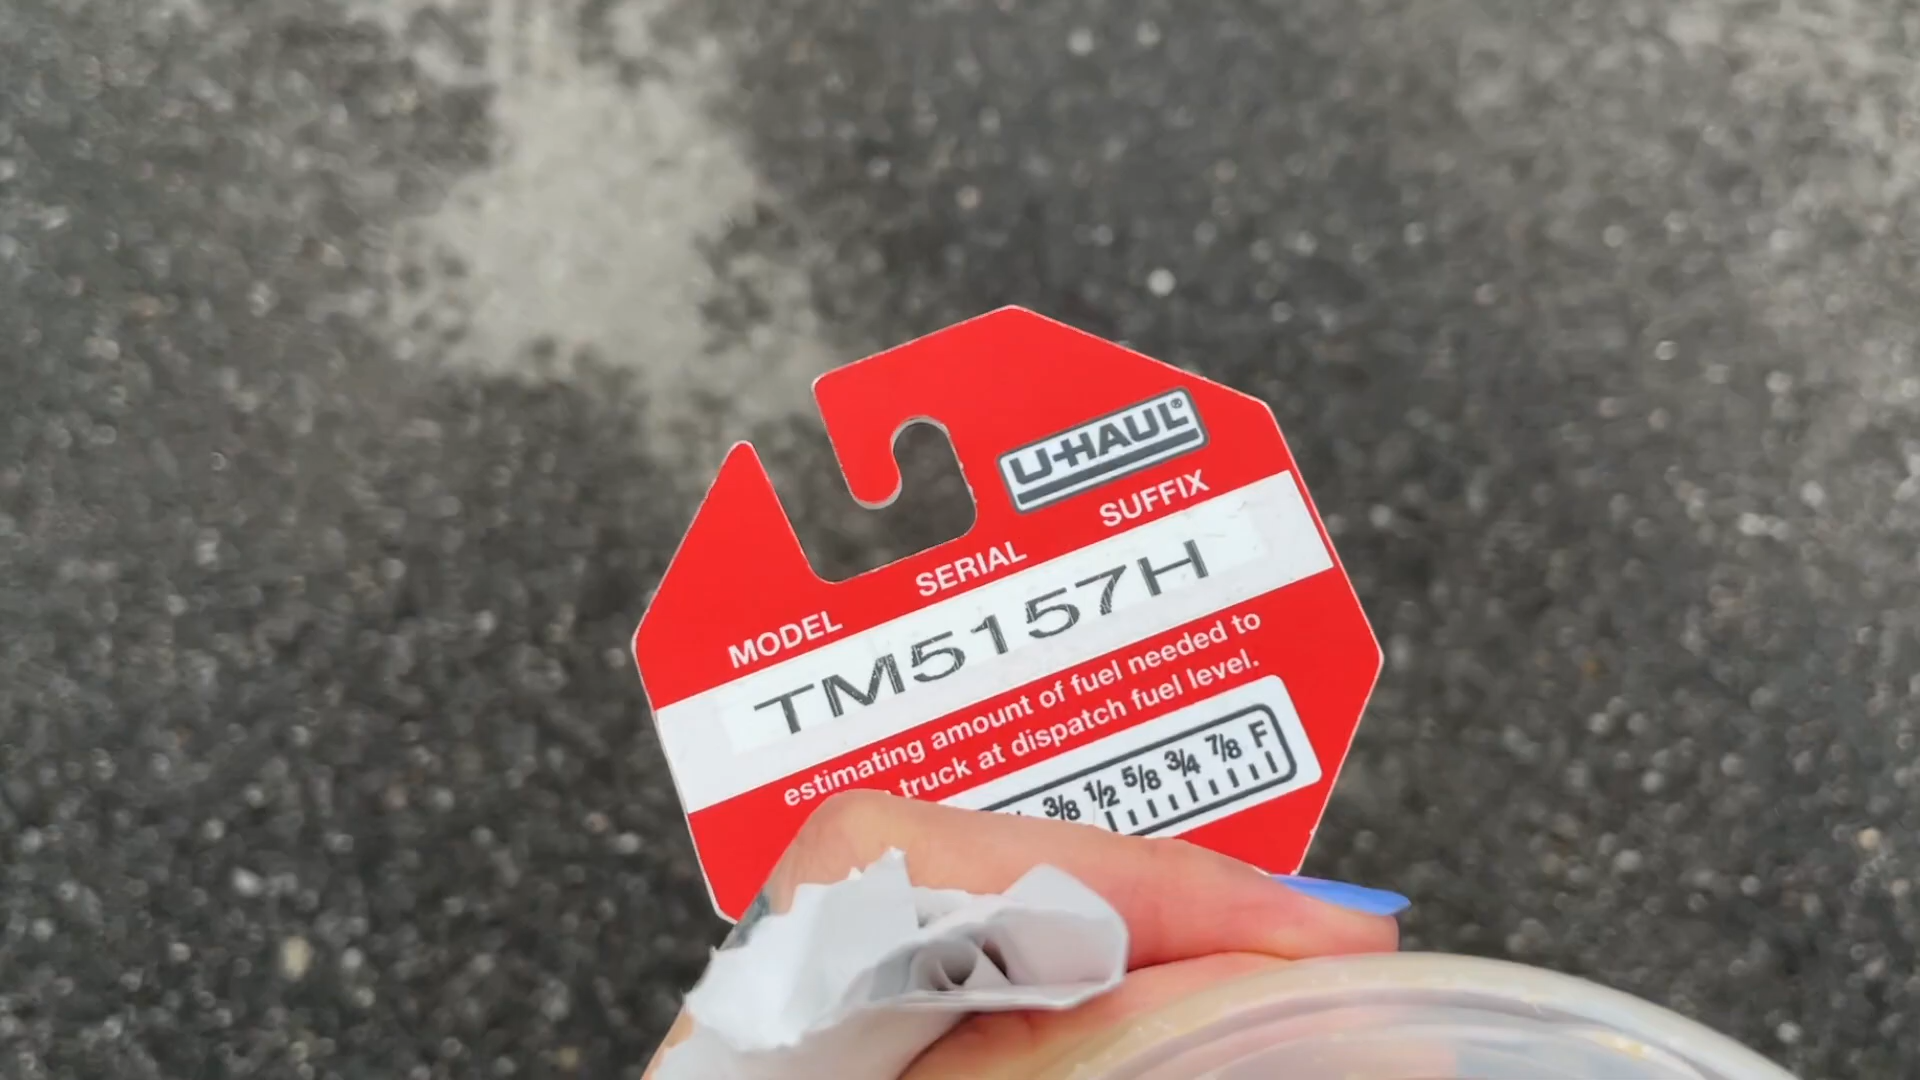 U-HAUL®
MODEL SERIAL SUFFIX
TM5157H
estimating amount of fuel needed to
truck at dispatch fuel level.
3/8 1/2 5/8 3/4 7/8 F